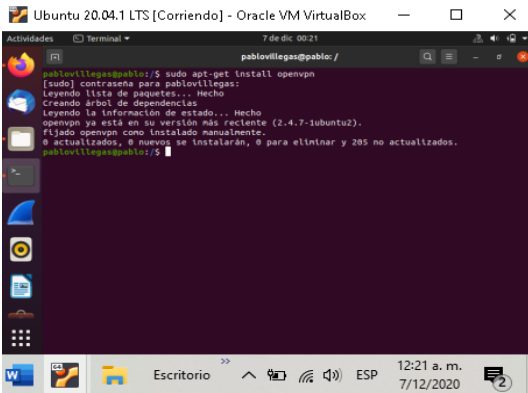 Ubuntu 20.04.1 LTS [Corriendo] - Oracle VM VirtualBox
Actividades Terminal 7 de dic 00:21
pablovillegas@pablo: /
pablovillegas@pablo:/$ sudo apt-get install openvpn
[sudo] contraseña para pablovillegas:
Leyendo lista de paquetes... Hecho
Creando árbol de dependencias
Leyendo la información de estado... Hecho
openvpn ya está en su versión más reciente (2.4.7-1ubuntu2).
fijado openvpn como instalado manualmente.
0 actualizados, 0 nuevos se instalarán, 0 para eliminar y 205 no actualizados.
pablovillegas@pablo:/$
Escritorio ESP 12:21 a. m.
7/12/2020 2